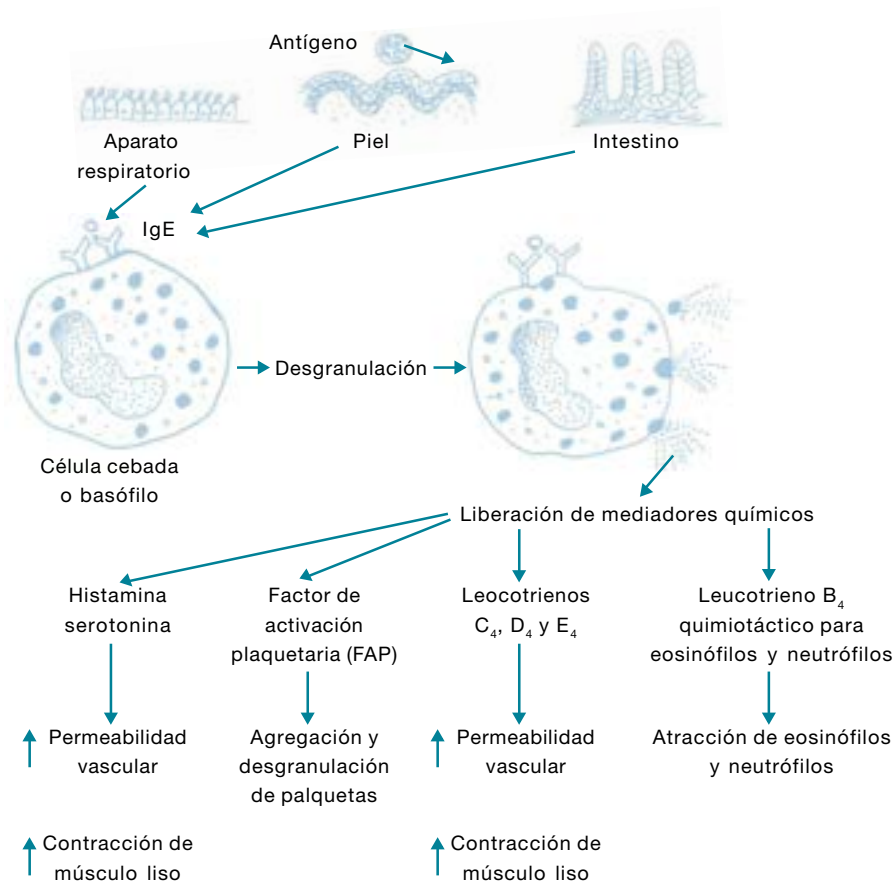 Antígeno
Aparato
respiratorio
Piel
Intestino
IgE
Desgranulación
Célula cebada
o basófilo
Liberación de mediadores químicos
Histamina
serotonina
Factor de
activación
plaquetaria (FAP)
Leocotrienos
C₄, D₄ y E₄
Leucotrieno B₄
quimiotáctico para
eosinófilos y neutrófilos
Permeabilidad
vascular
Agregación y
desgranulación
de palquetas
Permeabilidad
vascular
Atracción de eosinófilos
y neutrófilos
Contracción de
músculo liso
Contracción de
músculo liso